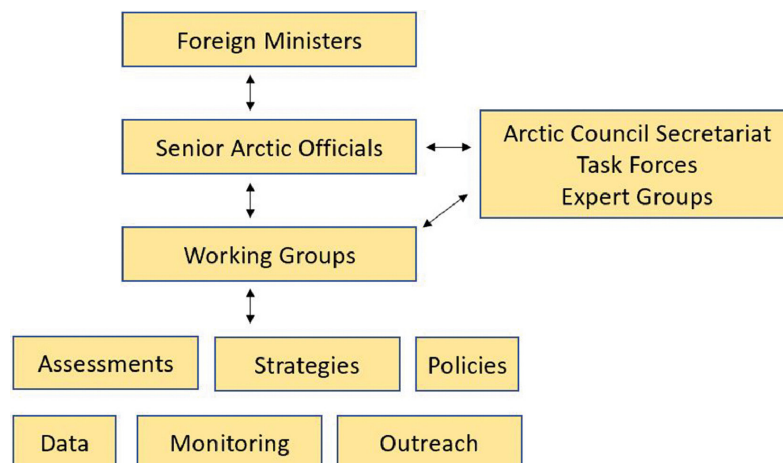 Foreign Ministers
Senior Arctic Officials
Arctic Council Secretariat
Task Forces
Expert Groups
Working Groups
Assessments
Strategies
Policies
Data
Monitoring
Outreach